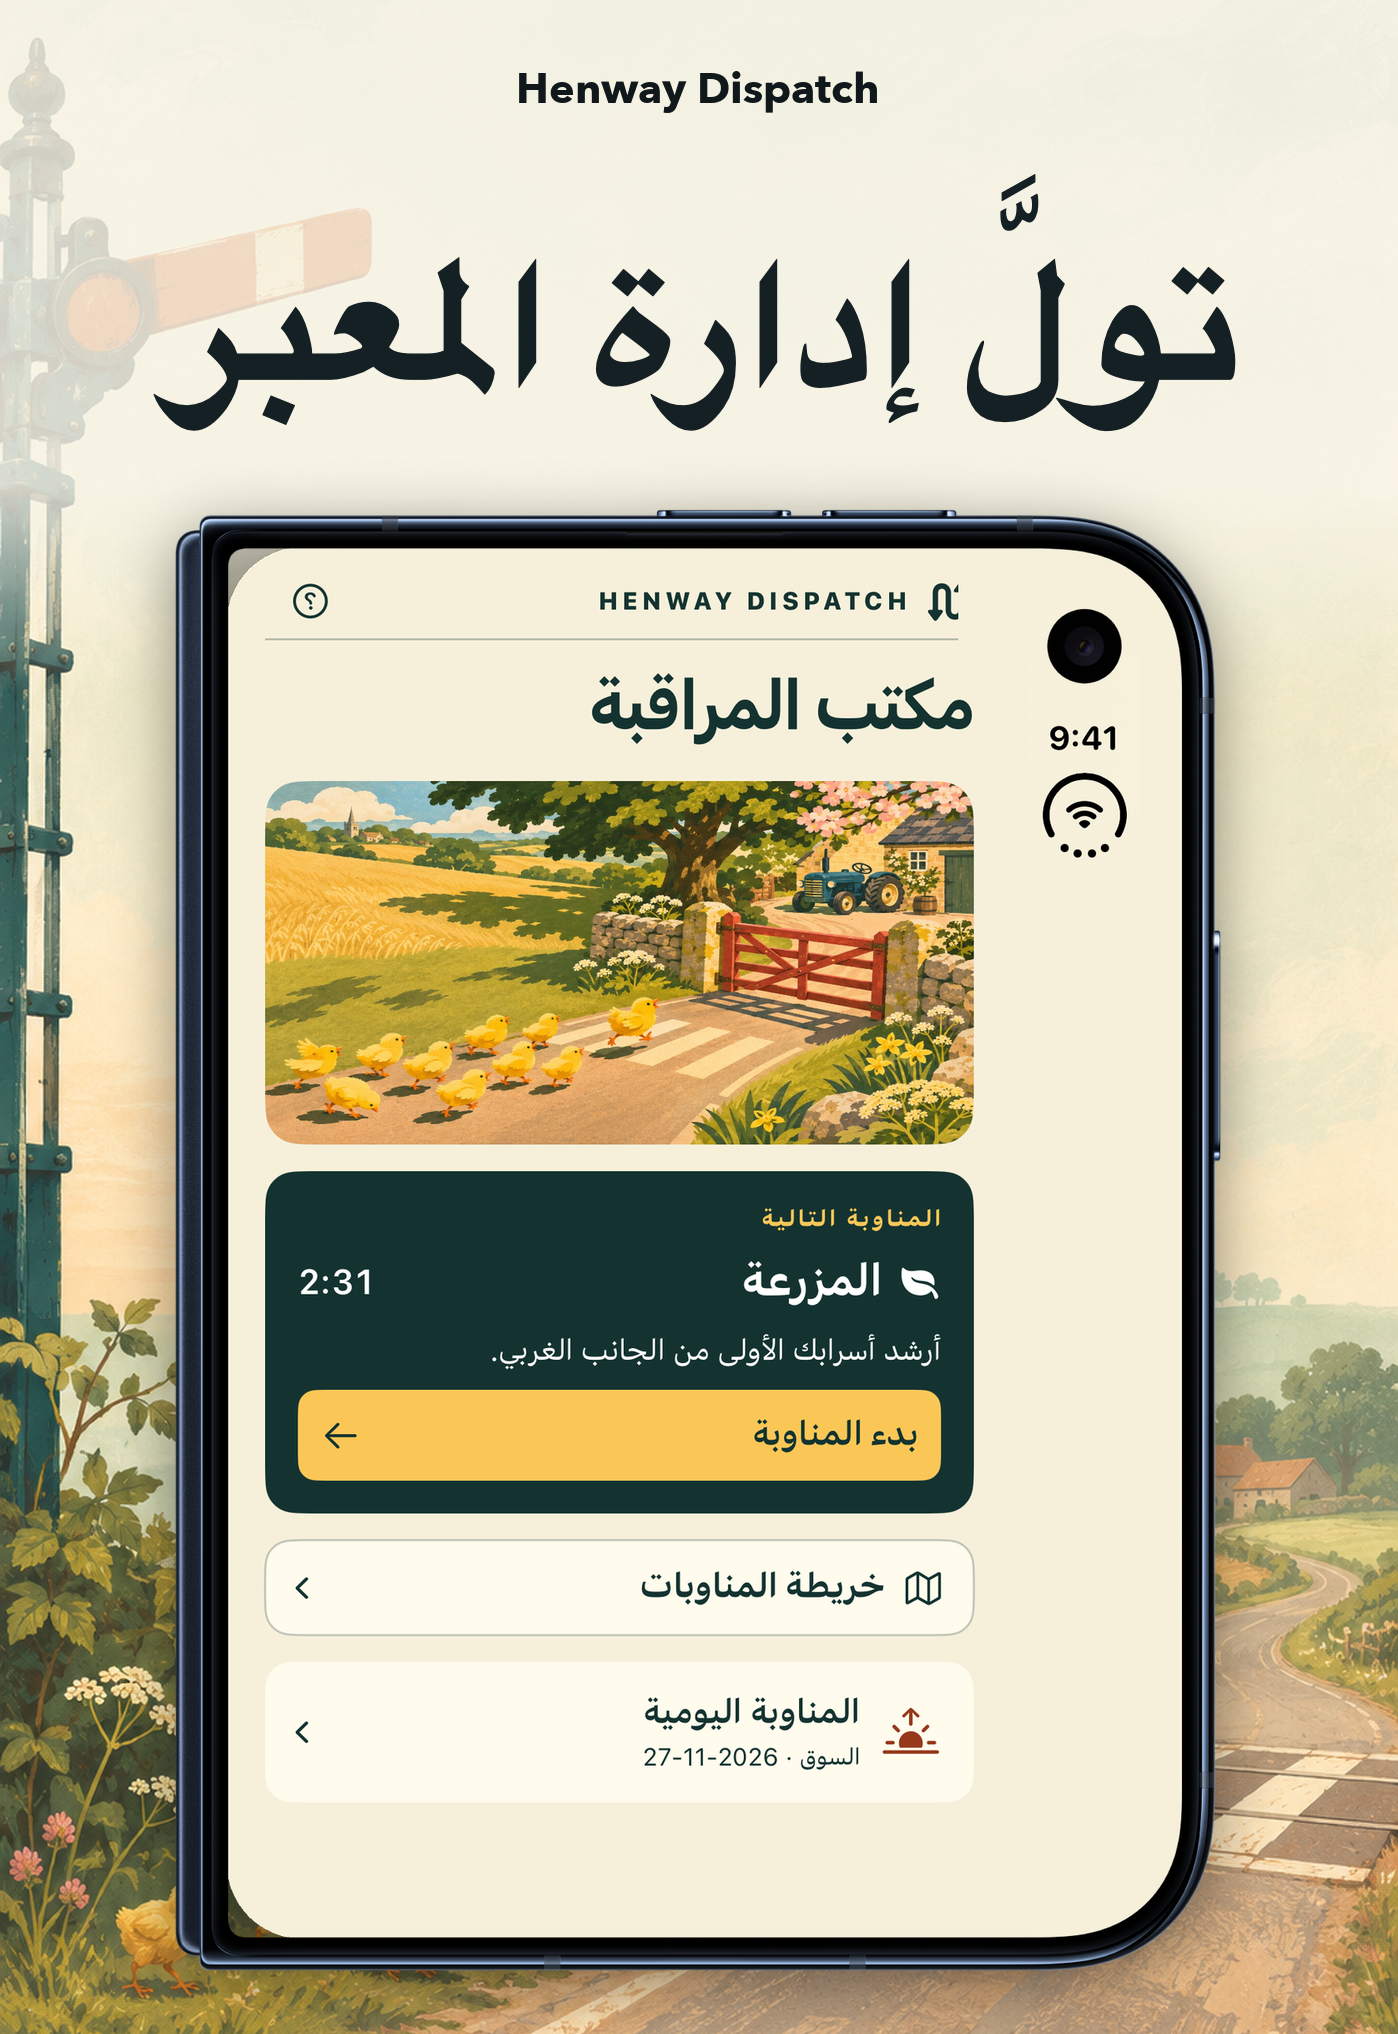 Henway Dispatch
تولَّ إدارة المعبر
HENWAY DISPATCH
مكتب المراقبة
9:41
المناوبة التالية
المزرعة
2:31
أرشد أسرابك الأولى من الجانب الغربي.
بدء المناوبة
خريطة المناوبات
المناوبة اليومية
السوق · 2026-11-27